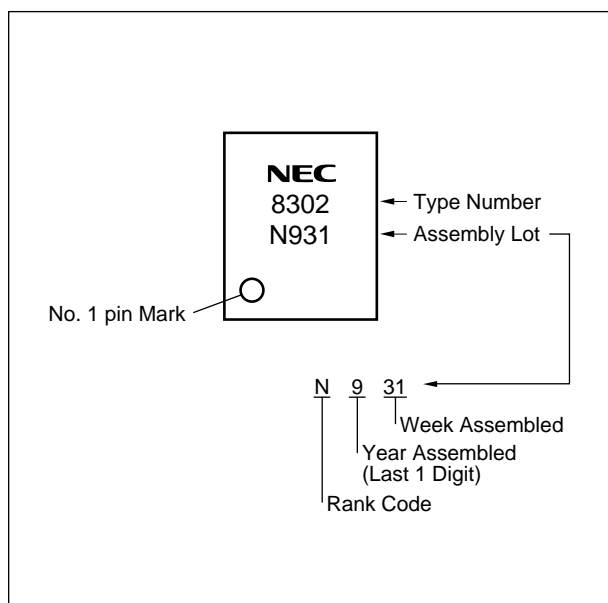 NEC
8302
N931
Type Number
Assembly Lot
No. 1 pin Mark
N 9 31
Week Assembled
Year Assembled
(Last 1 Digit)
Rank Code